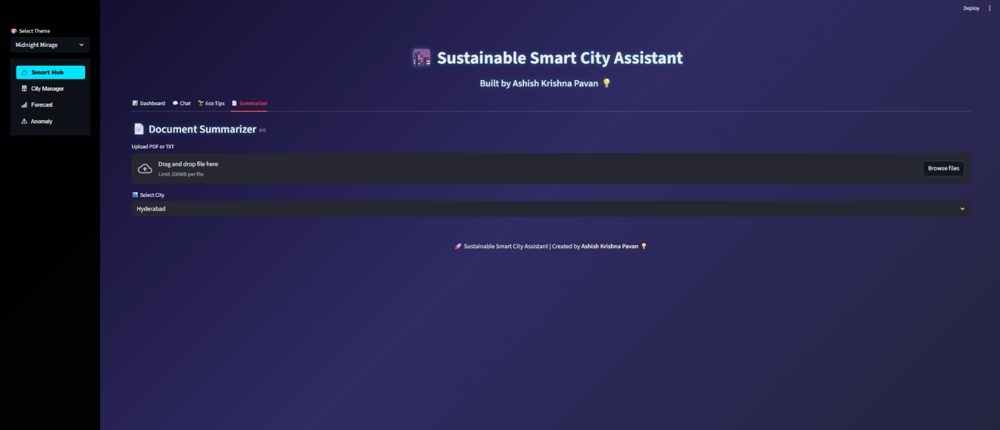 Deploy
Select Theme
Midnight Mirage
Smart Hub
City Manager
Forecast
Anomaly
Sustainable Smart City Assistant
Built by Ashish Krishna Pavan
Dashboard Chat Eco Tips Summarizer
Document Summarizer
Upload PDF or TXT
Drag and drop file here
Limit 200MB per file
Browse files
Select City
Hyderabad
Sustainable Smart City Assistant | Created by Ashish Krishna Pavan